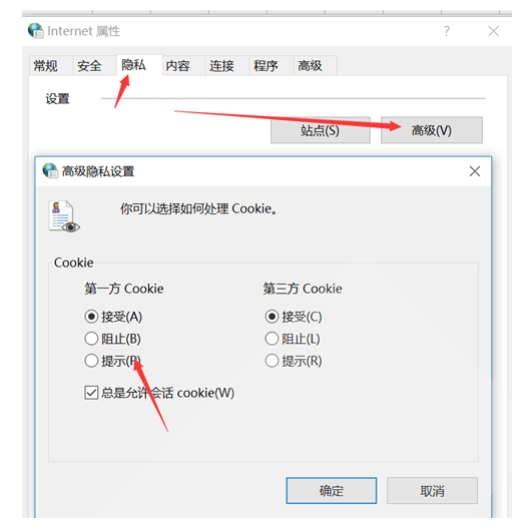 Internet 属性
常规 安全 隐私 内容 连接 程序 高级
设置
站点(S) 高级(V)
高级隐私设置
你可以选择如何处理 Cookie。
Cookie
第一方 Cookie 第三方 Cookie
接受(A) 接受(C)
阻止(B) 阻止(L)
提示(P) 提示(R)
总是允许会话 cookie(W)
确定 取消